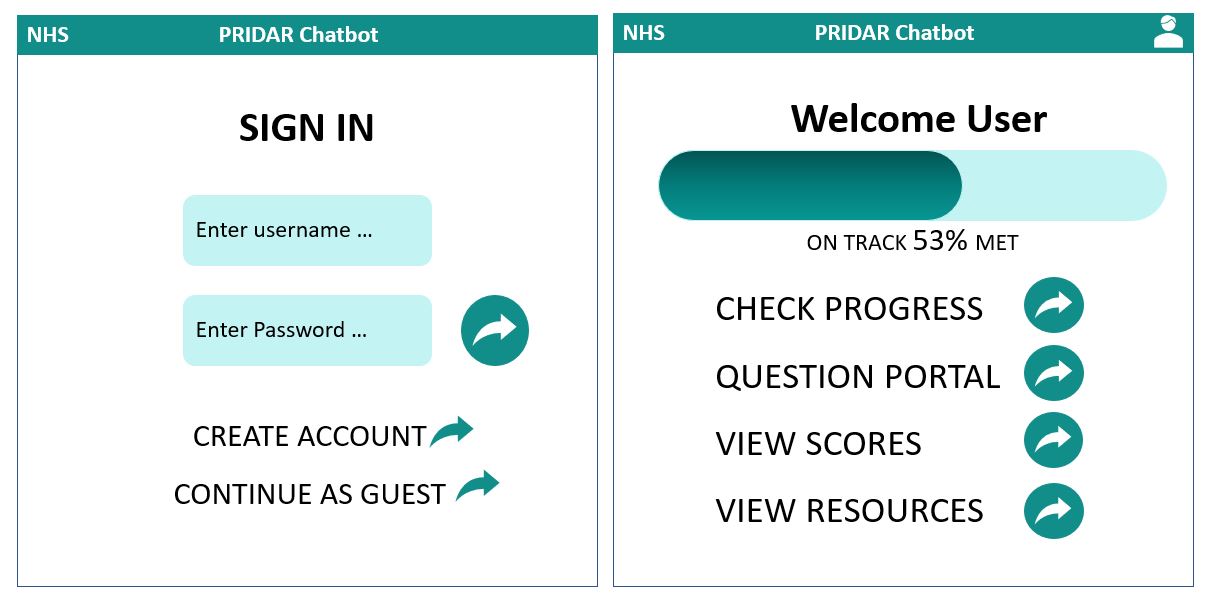 NHS
PRIDAR Chatbot
SIGN IN
Enter username ...
Enter Password ...
CREATE ACCOUNT
CONTINUE AS GUEST
NHS
PRIDAR Chatbot
Welcome User
ON TRACK 53% MET
CHECK PROGRESS
QUESTION PORTAL
VIEW SCORES
VIEW RESOURCES